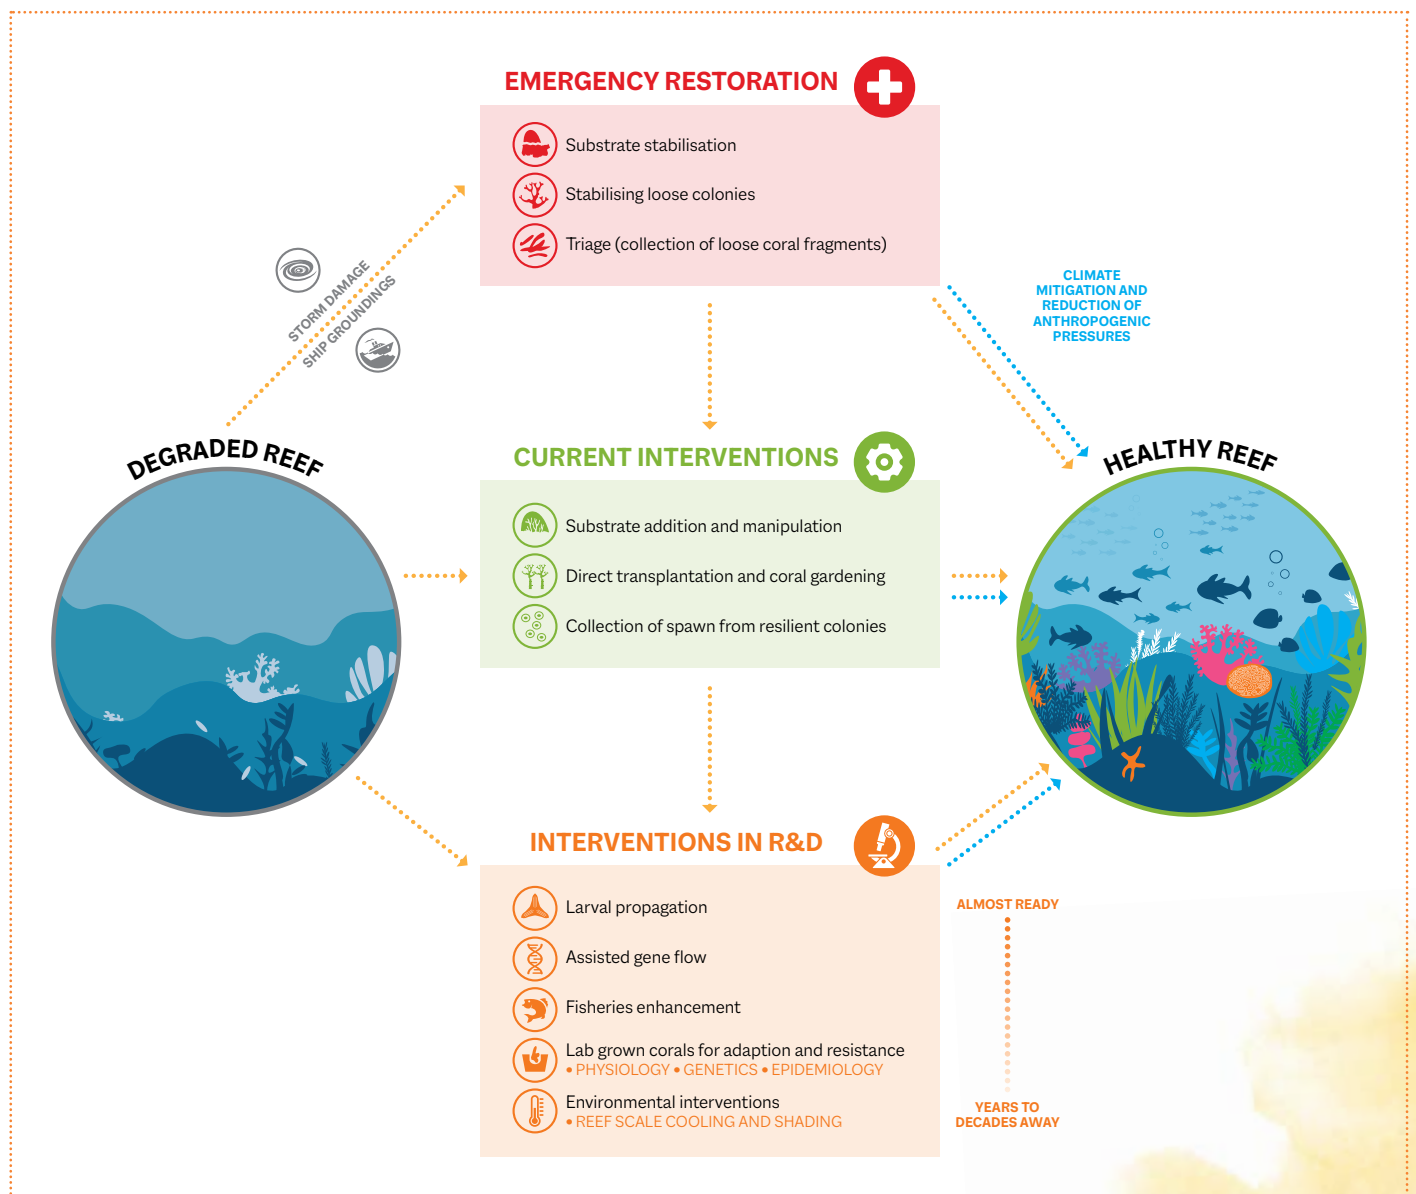 EMERGENCY RESTORATION
Substrate stabilisation
Stabilising loose colonies
Triage (collection of loose coral fragments)
STORM DAMAGE
SHIP GROUNDINGS
CLIMATE
MITIGATION AND
REDUCTION OF
ANTHROPOGENIC
PRESSURES
DEGRADED REEF
CURRENT INTERVENTIONS
Substrate addition and manipulation
Direct transplantation and coral gardening
Collection of spawn from resilient colonies
HEALTHY REEF
INTERVENTIONS IN R&D
Larval propagation
Assisted gene flow
Fisheries enhancement
Lab grown corals for adaption and resistance
• PHYSIOLOGY • GENETICS • EPIDEMIOLOGY
Environmental interventions
• REEF SCALE COOLING AND SHADING
ALMOST READY
YEARS TO
DECADES AWAY